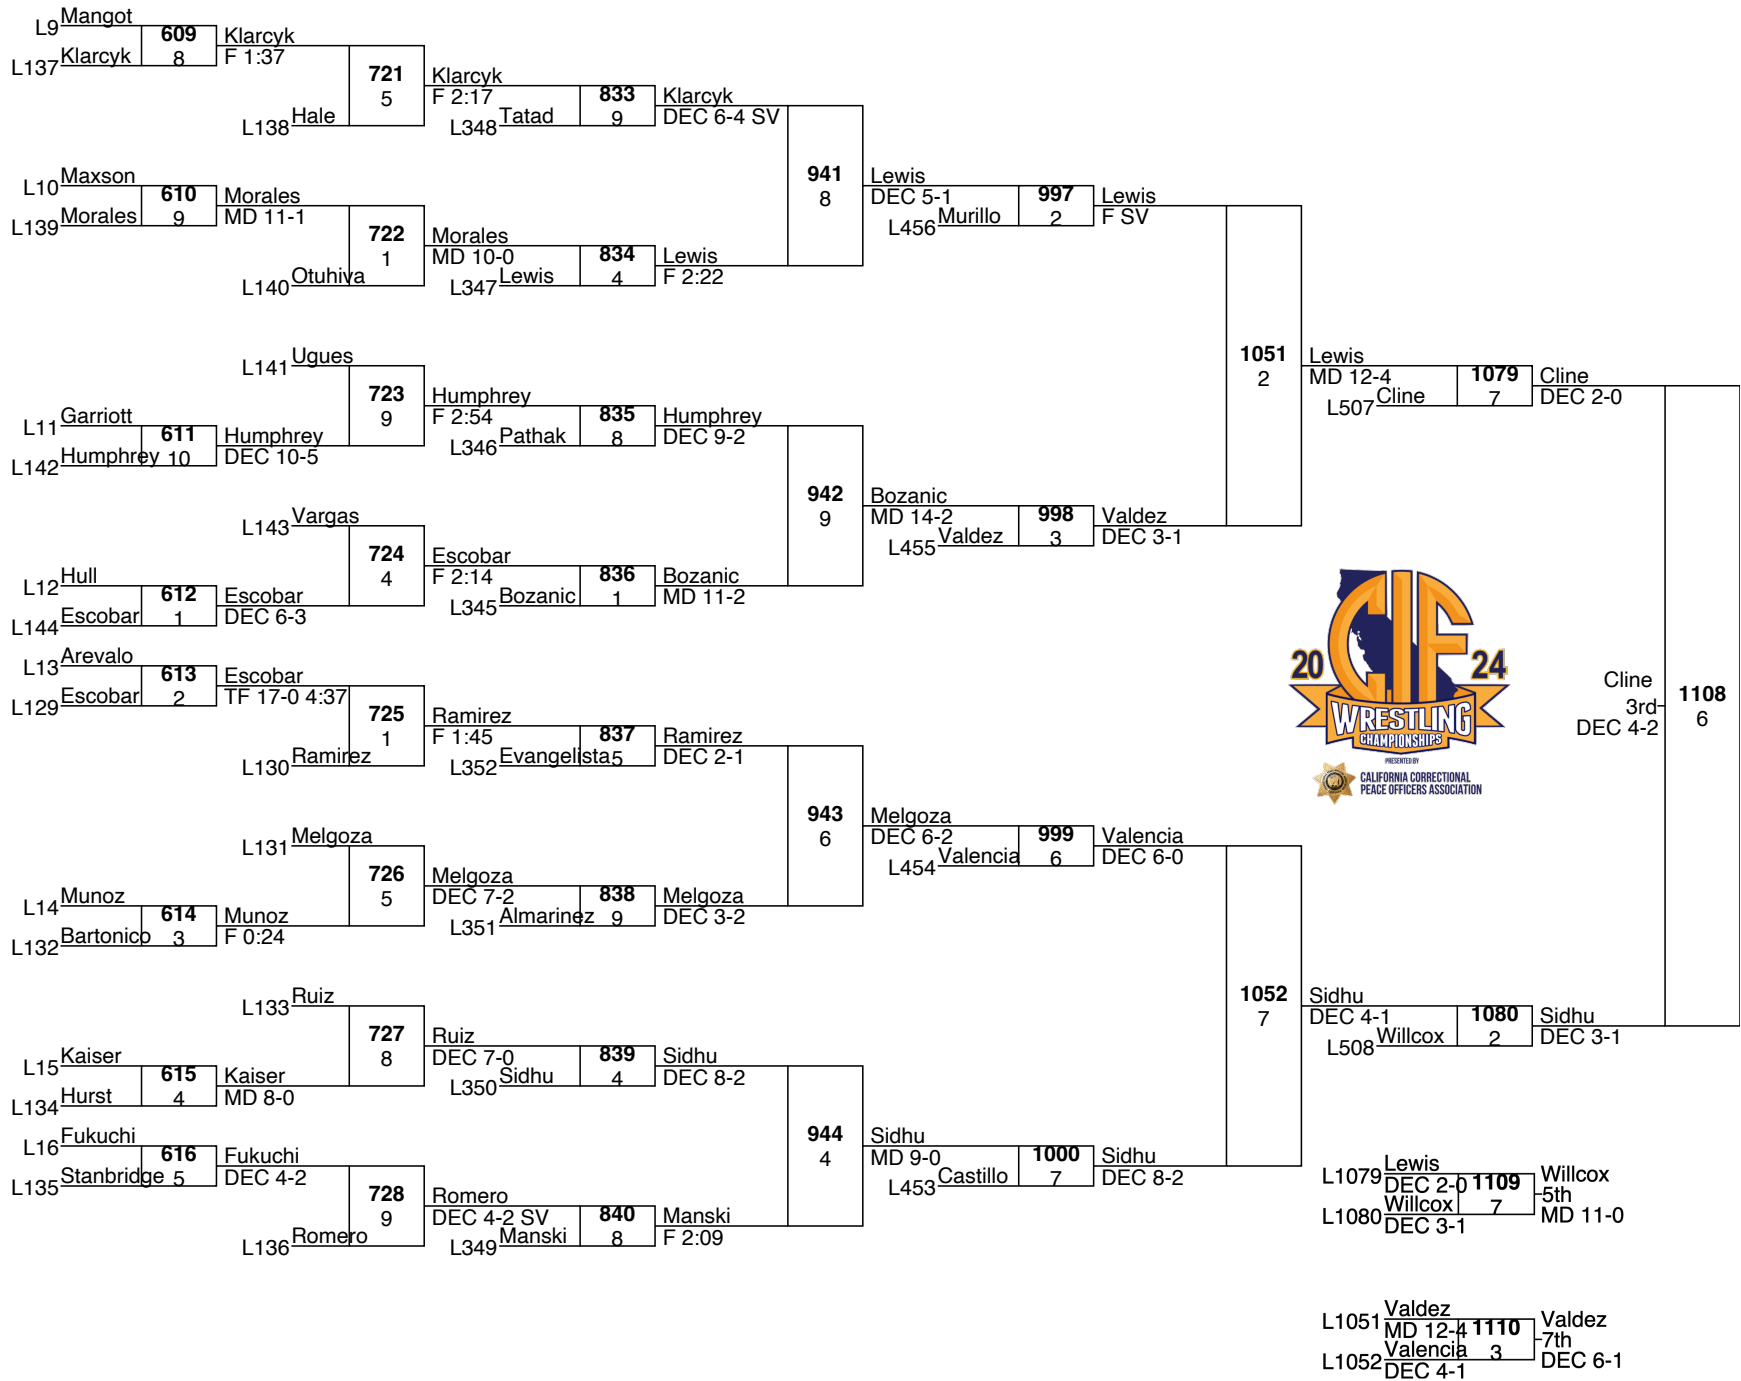 Mangot
L9
609
Klarcyk
L137
Klarcyk
8
F 1:37
721
5
Klarcyk
F 2:17
L138
Hale
L348
Tatad
833
9
Klarcyk
DEC 6-4 SV
L10
Maxson
610
Morales
L139
Morales
9
MD 11-1
722
1
Morales
MD 10-0
L140
Otuhiva
L347
Lewis
834
4
Lewis
F 2:22
941
8
Lewis
DEC 5-1
L456
Murillo
997
2
Lewis
F SV
L141
Ugues
723
9
Humphrey
F 2:54
L11
Garriott
611
Humphrey
L142
Humphrey
10
DEC 10-5
L346
Pathak
835
8
Humphrey
DEC 9-2
L143
Vargas
724
4
Escobar
F 2:14
L12
Hull
612
Escobar
L144
Escobar
1
DEC 6-3
L345
Bozanic
836
1
Bozanic
MD 11-2
942
9
Bozanic
MD 14-2
L455
Valdez
998
3
Valdez
DEC 3-1
1051
2
Lewis
MD 12-4
L507
Cline
1079
7
Cline
DEC 2-0
L13
Arevalo
613
Escobar
L129
Escobar
2
TF 17-0 4:37
725
1
Ramirez
F 1:45
L130
Ramirez
L352
Evangelista
837
5
Ramirez
DEC 2-1
L131
Melgoza
726
5
Melgoza
DEC 7-2
L14
Munoz
614
Munoz
L132
Bartonico
3
F 0:24
L351
Almarinez
838
9
Melgoza
DEC 3-2
943
6
Melgoza
DEC 6-2
L454
Valencia
999
6
Valencia
DEC 6-0
L133
Ruiz
727
8
Ruiz
DEC 7-0
L15
Kaiser
615
Kaiser
L134
Hurst
4
MD 8-0
L350
Sidhu
839
4
Sidhu
DEC 8-2
L16
Fukuchi
616
Fukuchi
L135
Stanbridge
5
DEC 4-2
728
9
Romero
DEC 4-2 SV
L136
Romero
L349
Manski
840
8
Manski
F 2:09
944
4
Sidhu
MD 9-0
L453
Castillo
1000
7
Sidhu
DEC 8-2
1052
7
Sidhu
DEC 4-1
L508
Willcox
1080
2
Sidhu
DEC 3-1
CIF
20 24
WRESTLING
CHAMPIONSHIPS
PRESENTED BY
CALIFORNIA CORRECTIONAL
PEACE OFFICERS ASSOCIATION
Cline
3rd
DEC 4-2
1108
6
L1079
Lewis
DEC 2-0
1109
Willcox
L1080
Willcox
DEC 3-1
7
5th
MD 11-0
L1051
Valdez
MD 12-4
1110
Valdez
L1052
Valencia
DEC 4-1
3
7th
DEC 6-1